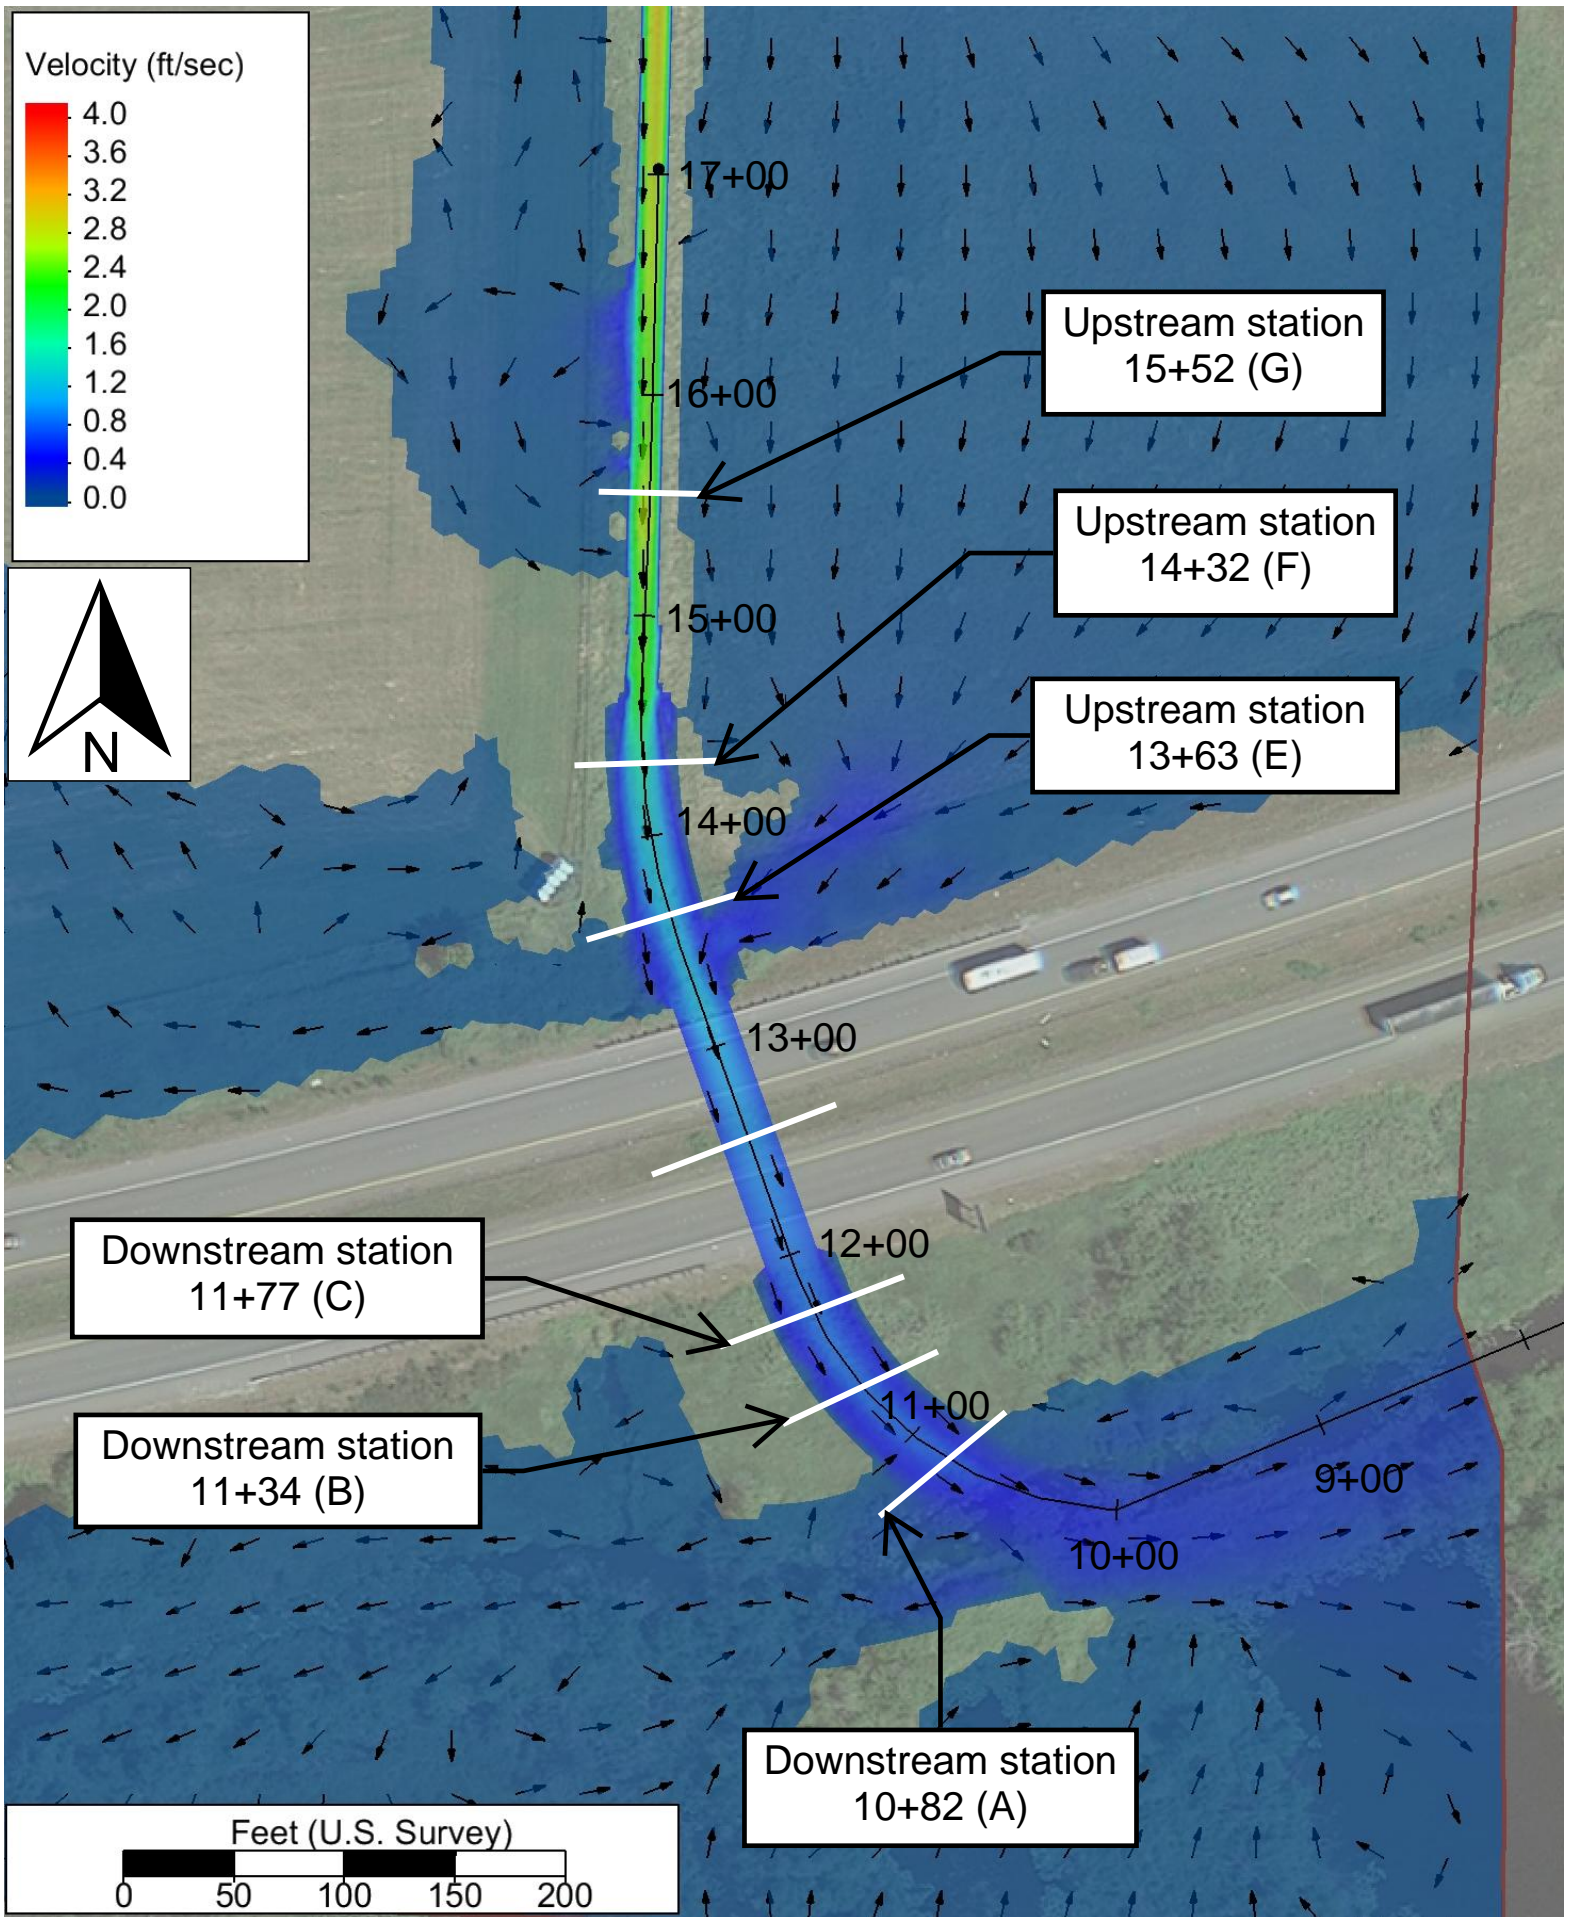 Velocity (ft/sec)
4.0
3.6
3.2
2.8
2.4
2.0
1.6
1.2
0.8
0.4
0.0
N
17+00
Upstream station
15+52 (G)
16+00
Upstream station
14+32 (F)
15+00
Upstream station
13+63 (E)
14+00
13+00
12+00
Downstream station
11+77 (C)
11+00
Downstream station
11+34 (B)
9+00
10+00
Downstream station
10+82 (A)
Feet (U.S. Survey)
0 50 100 150 200